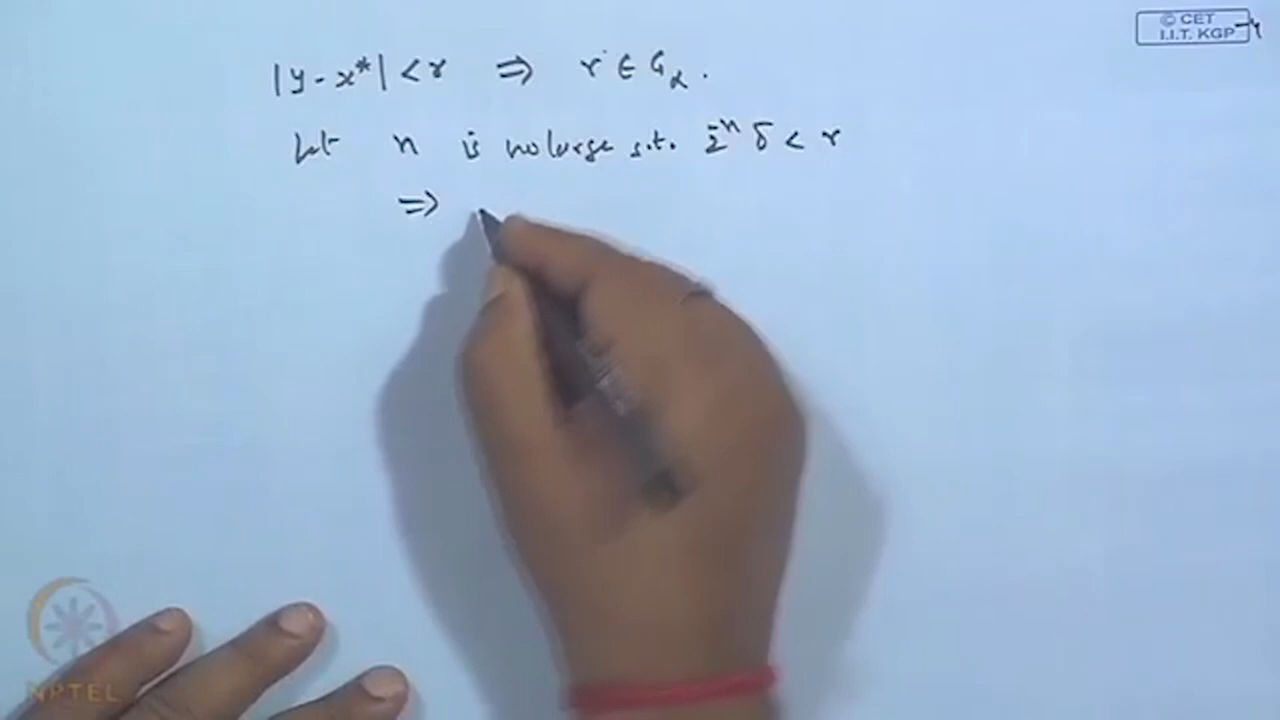 © CET
I.I.T. KGP
|y - x*| < r ⇒ r ∈ G_α.
Let n is so large s.t. 2^-n δ < r
⇒
NPTEL